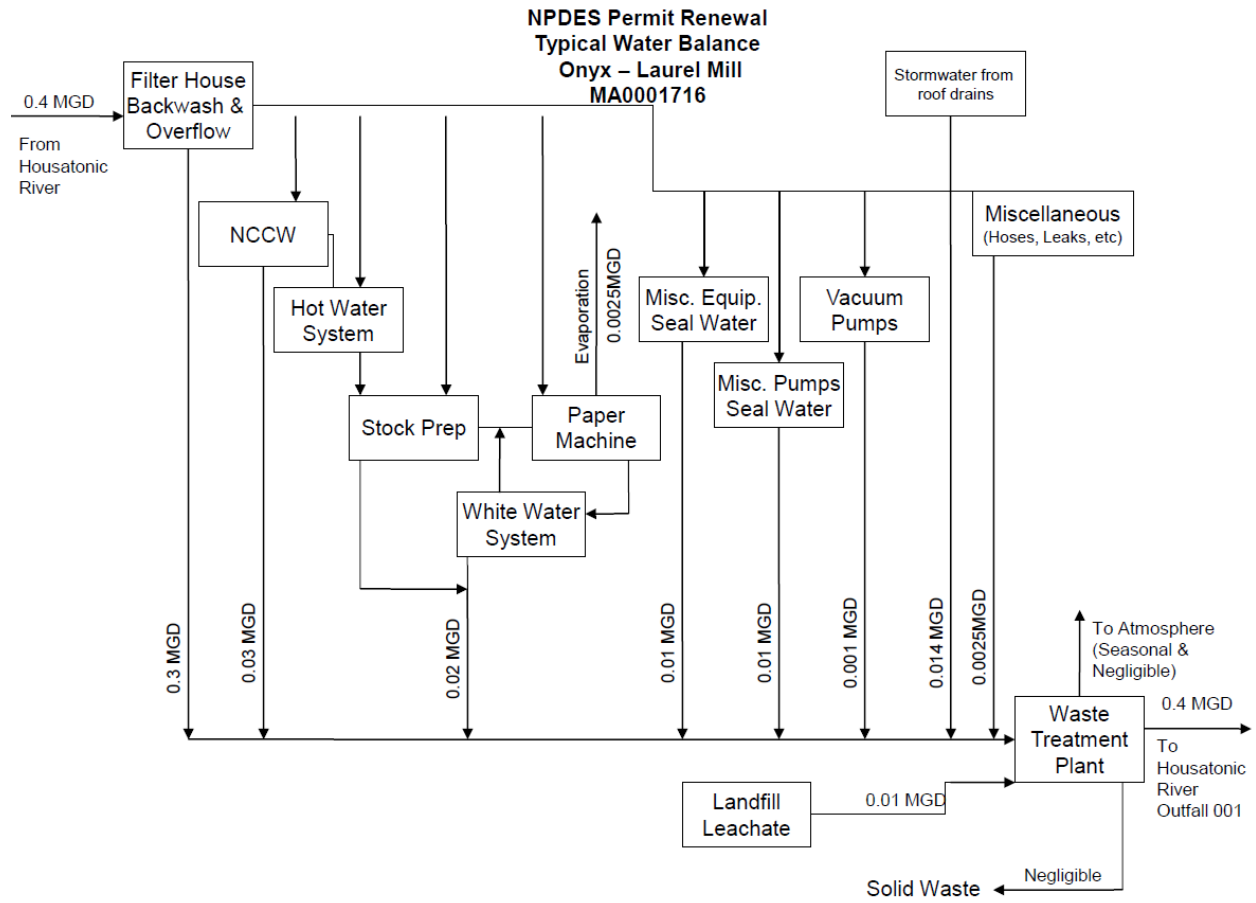 NPDES Permit Renewal
Typical Water Balance
Onyx – Laurel Mill
MA0001716
0.4 MGD
From
Housatonic
River
Filter House
Backwash &
Overflow
Stormwater from
roof drains
NCCW
Hot Water
System
Stock Prep
Paper
Machine
White Water
System
Evaporation
0.0025MGD
Misc. Equip.
Seal Water
Misc. Pumps
Seal Water
Vacuum
Pumps
Miscellaneous
(Hoses, Leaks, etc)
0.3 MGD
0.03 MGD
0.02 MGD
0.01 MGD
0.01 MGD
0.001 MGD
0.014 MGD
0.0025MGD
To Atmosphere
(Seasonal &
Negligible)
Waste
Treatment
Plant
0.4 MGD
To
Housatonic
River
Outfall 001
Landfill
Leachate
0.01 MGD
Solid Waste
Negligible